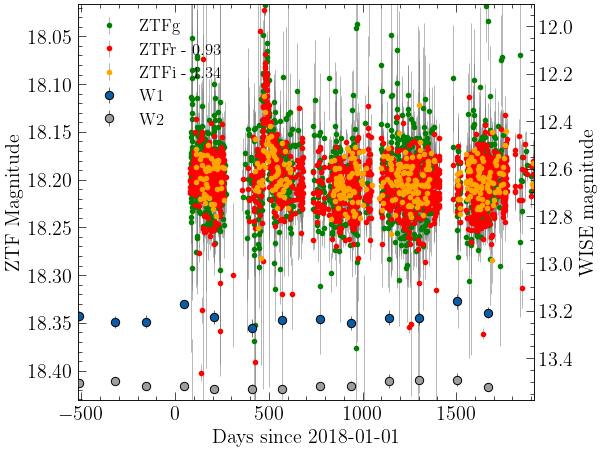 ZTFg
ZTFr - 0.93
ZTFi - 1.34
W1
W2
18.05
18.10
18.15
18.20
18.25
18.30
18.35
18.40
ZTF Magnitude
12.0
12.2
12.4
12.6
12.8
13.0
13.2
13.4
WISE magnitude
−500
0
500
1000
1500
Days since 2018-01-01